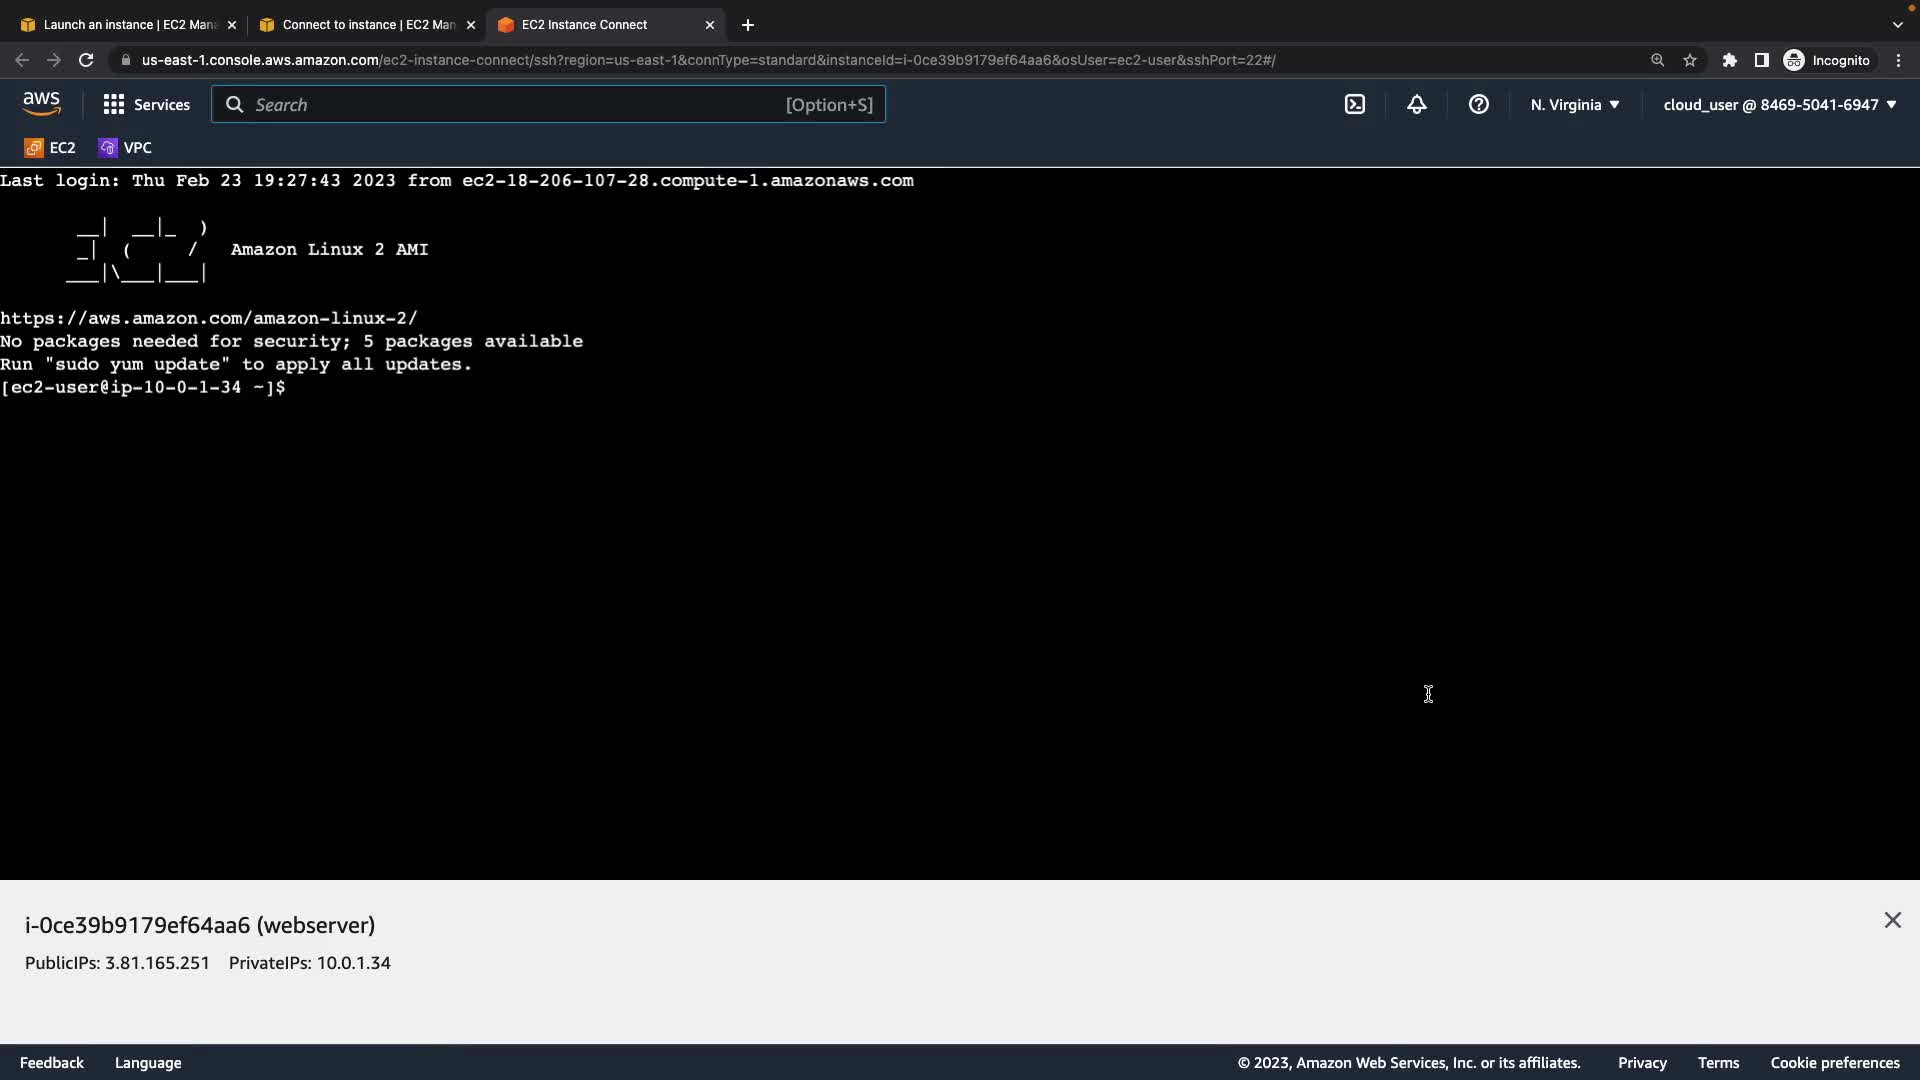 Launch an instance | EC2 Man
Connect to instance | EC2 Man
EC2 Instance Connect
us-east-1.console.aws.amazon.com/ec2-instance-connect/ssh?region=us-east-1&connType=standard&instanceId=i-0ce39b9179ef64aa6&osUser=ec2-user&sshPort=22#/
Incognito
aws
Services
Search
[Option+S]
N. Virginia
cloud_user @ 8469-5041-6947
EC2
VPC
Last login: Thu Feb 23 19:27:43 2023 from ec2-18-206-107-28.compute-1.amazonaws.com
__|  __|_  )
_|  (     /   Amazon Linux 2 AMI
___|\___|___|
https://aws.amazon.com/amazon-linux-2/
No packages needed for security; 5 packages available
Run "sudo yum update" to apply all updates.
[ec2-user@ip-10-0-1-34 ~]$
i-0ce39b9179ef64aa6 (webserver)
PublicIPs: 3.81.165.251 PrivateIPs: 10.0.1.34
Feedback
Language
© 2023, Amazon Web Services, Inc. or its affiliates.
Privacy
Terms
Cookie preferences